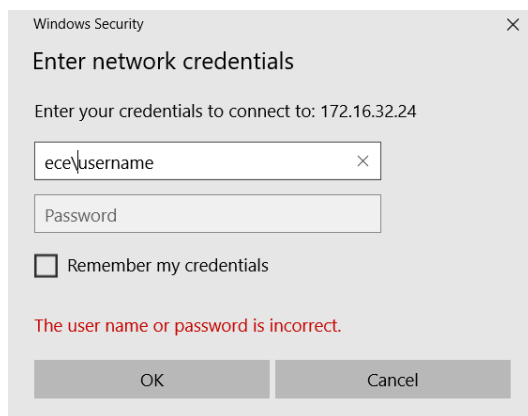 Windows Security
Enter network credentials
Enter your credentials to connect to: 172.16.32.24
ece\username
Password
Remember my credentials
The user name or password is incorrect.
OK Cancel